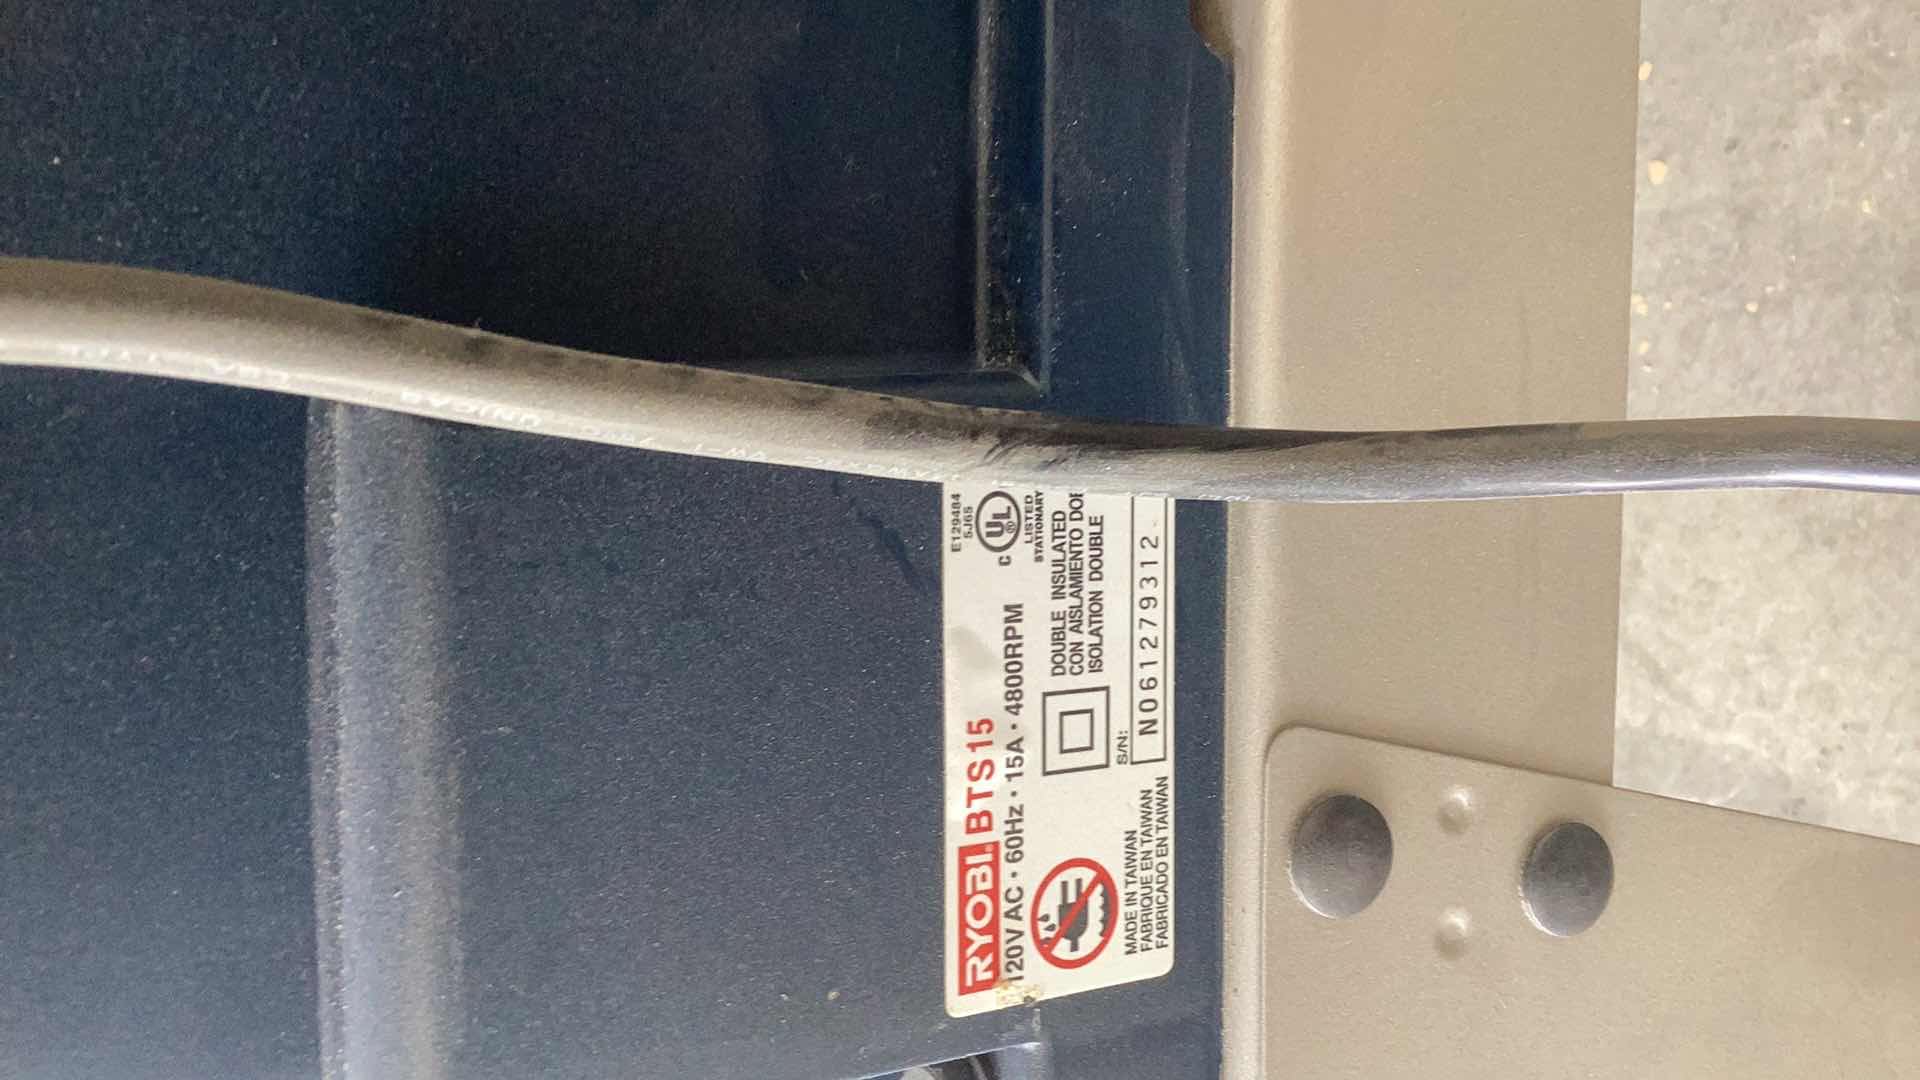 RYOBI BTS15
120V AC • 60Hz • 15A • 4800RPM
E129484
5J65
C UL ®
LISTED
STATIONARY
DOUBLE INSULATED
CON AISLAMIENTO
ISOLATION DOUBLE
S/N:
N061279312
MADE IN TAIWAN
FABRIQUE EN TAIWAN
FABRICADO EN TAIWAN